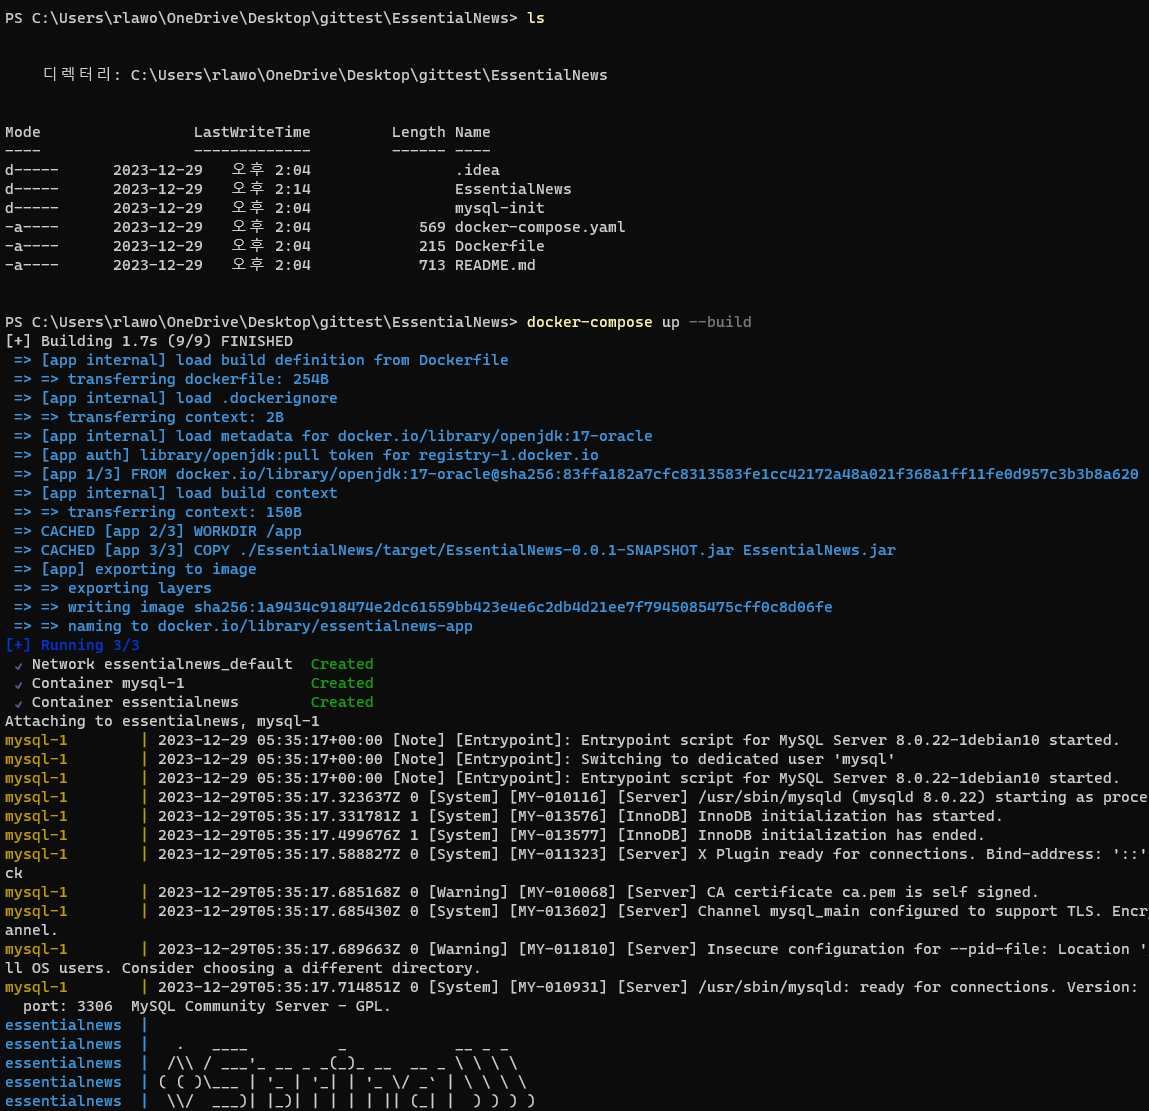 PS C:\Users\rlawo\OneDrive\Desktop\gittest\EssentialNews> ls
디렉터리: C:\Users\rlawo\OneDrive\Desktop\gittest\EssentialNews
Mode                 LastWriteTime         Length Name
----                 -------------         ------ ----
d-----      2023-12-29   오후 2:04                .idea
d-----      2023-12-29   오후 2:14                EssentialNews
d-----      2023-12-29   오후 2:04                mysql-init
-a----      2023-12-29   오후 2:04            569 docker-compose.yaml
-a----      2023-12-29   오후 2:04            215 Dockerfile
-a----      2023-12-29   오후 2:04            713 README.md
PS C:\Users\rlawo\OneDrive\Desktop\gittest\EssentialNews> docker-compose up --build
[+] Building 1.7s (9/9) FINISHED
 => [app internal] load build definition from Dockerfile
 => => transferring dockerfile: 254B
 => [app internal] load .dockerignore
 => => transferring context: 2B
 => [app internal] load metadata for docker.io/library/openjdk:17-oracle
 => [app auth] library/openjdk:pull token for registry-1.docker.io
 => [app 1/3] FROM docker.io/library/openjdk:17-oracle@sha256:83ffa182a7cfc8313583fe1cc42172a48a021f368a1ff11fe0d957c3b3b8a620
 => [app internal] load build context
 => => transferring context: 150B
 => CACHED [app 2/3] WORKDIR /app
 => CACHED [app 3/3] COPY ./EssentialNews/target/EssentialNews-0.0.1-SNAPSHOT.jar EssentialNews.jar
 => [app] exporting to image
 => => exporting layers
 => => writing image sha256:1a9434c918474e2dc61559bb423e4e6c2db4d21ee7f7945085475cff0c8d06fe
 => => naming to docker.io/library/essentialnews-app
[+] Running 3/3
 ✓ Network essentialnews_default  Created
 ✓ Container mysql-1              Created
 ✓ Container essentialnews        Created
Attaching to essentialnews, mysql-1
mysql-1        | 2023-12-29 05:35:17+00:00 [Note] [Entrypoint]: Entrypoint script for MySQL Server 8.0.22-1debian10 started.
mysql-1        | 2023-12-29 05:35:17+00:00 [Note] [Entrypoint]: Switching to dedicated user 'mysql'
mysql-1        | 2023-12-29 05:35:17+00:00 [Note] [Entrypoint]: Entrypoint script for MySQL Server 8.0.22-1debian10 started.
mysql-1        | 2023-12-29T05:35:17.323637Z 0 [System] [MY-010116] [Server] /usr/sbin/mysqld (mysqld 8.0.22) starting as proce
mysql-1        | 2023-12-29T05:35:17.331781Z 1 [System] [MY-013576] [InnoDB] InnoDB initialization has started.
mysql-1        | 2023-12-29T05:35:17.499676Z 1 [System] [MY-013577] [InnoDB] InnoDB initialization has ended.
mysql-1        | 2023-12-29T05:35:17.588827Z 0 [System] [MY-011323] [Server] X Plugin ready for connections. Bind-address: '::'
ck
mysql-1        | 2023-12-29T05:35:17.685168Z 0 [Warning] [MY-010068] [Server] CA certificate ca.pem is self signed.
mysql-1        | 2023-12-29T05:35:17.685430Z 0 [System] [MY-013602] [Server] Channel mysql_main configured to support TLS. Encry
annel.
mysql-1        | 2023-12-29T05:35:17.689663Z 0 [Warning] [MY-011810] [Server] Insecure configuration for --pid-file: Location '
ll OS users. Consider choosing a different directory.
mysql-1        | 2023-12-29T05:35:17.714851Z 0 [System] [MY-010931] [Server] /usr/sbin/mysqld: ready for connections. Version:
  port: 3306  MySQL Community Server - GPL.
essentialnews  |
essentialnews  |   .   ____          _            __ _ _
essentialnews  |  /\\ / ___'_ __ _ _(_)_ __  __ _ \ \ \ \
essentialnews  | ( ( )\___ | '_ | '_| | '_ \/ _` | \ \ \ \
essentialnews  |  \\/  ___)| |_)| | | | | || (_| |  ) ) ) )